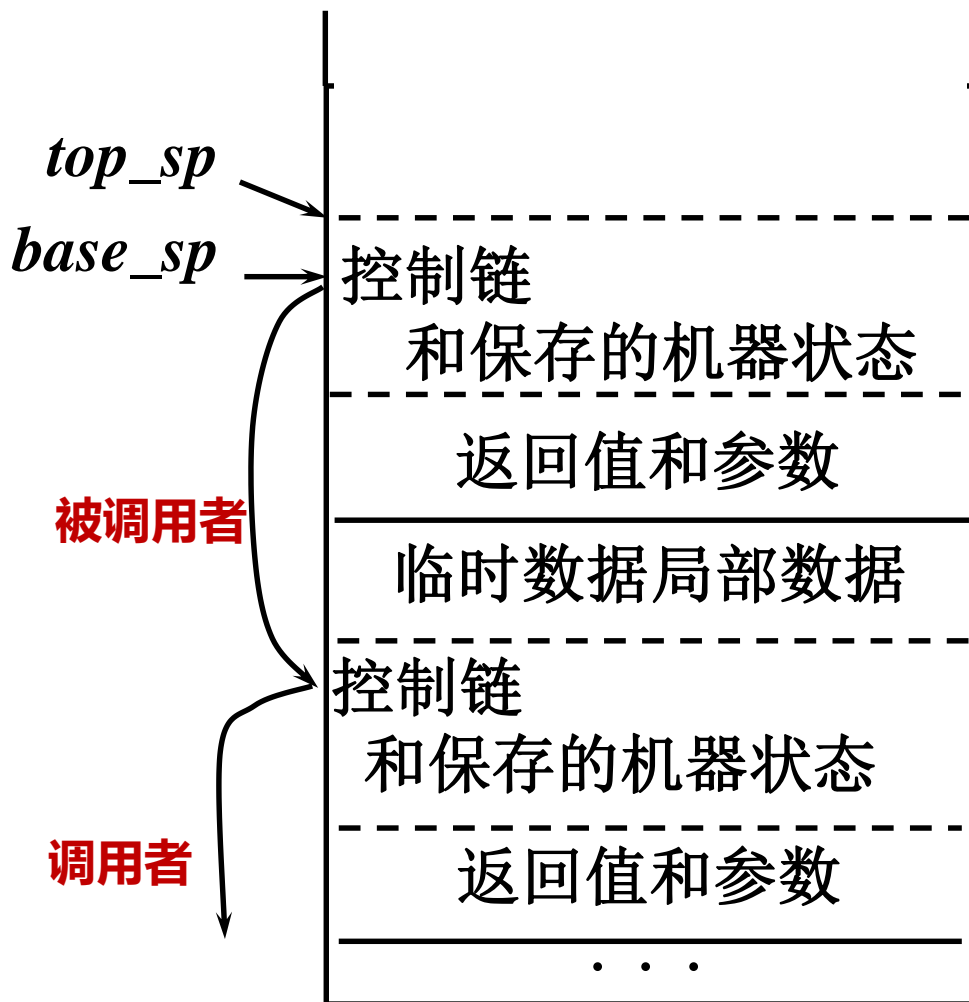 top_sp
base_sp
控制链
和保存的机器状态
返回值和参数
被调用者
临时数据局部数据
控制链
和保存的机器状态
调用者
返回值和参数
. . .